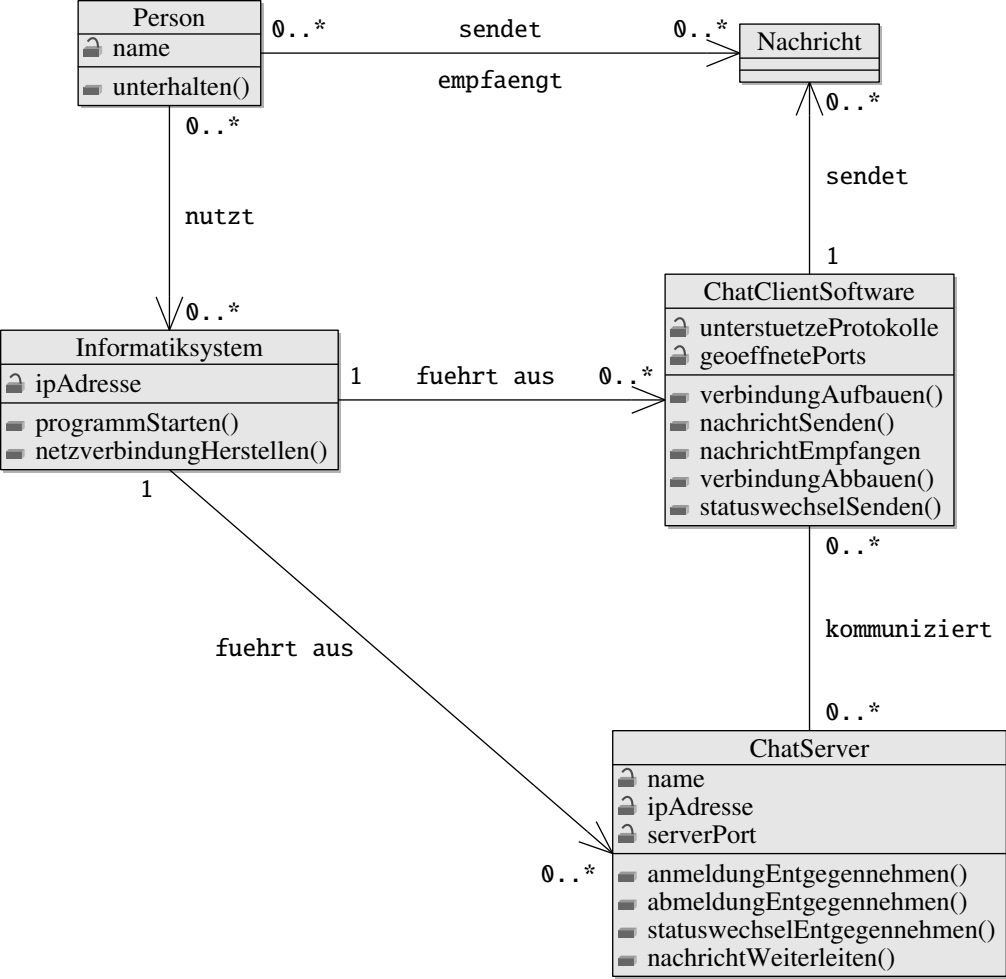 Person
name
unterhalten()
0..* sendet 0..*
empfaengt
Nachricht
0..*
nutzt
0..*
0..*
sendet
1
Informatiksystem
ipAdresse
programmStarten()
netzverbindungHerstellen()
1 fuehrt aus 0..*
ChatClientSoftware
unterstuetzeProtokolle
geoeffnetePorts
verbindungAufbauen()
nachrichtSenden()
nachrichtEmpfangen
verbindungAbbauen()
statuswechselSenden()
1
fuehrt aus
0..*
0..*
kommuniziert
0..*
ChatServer
name
ipAdresse
serverPort
anmeldungEntgegennehmen()
abmeldungEntgegennehmen()
statuswechselEntgegennehmen()
nachrichtWeiterleiten()